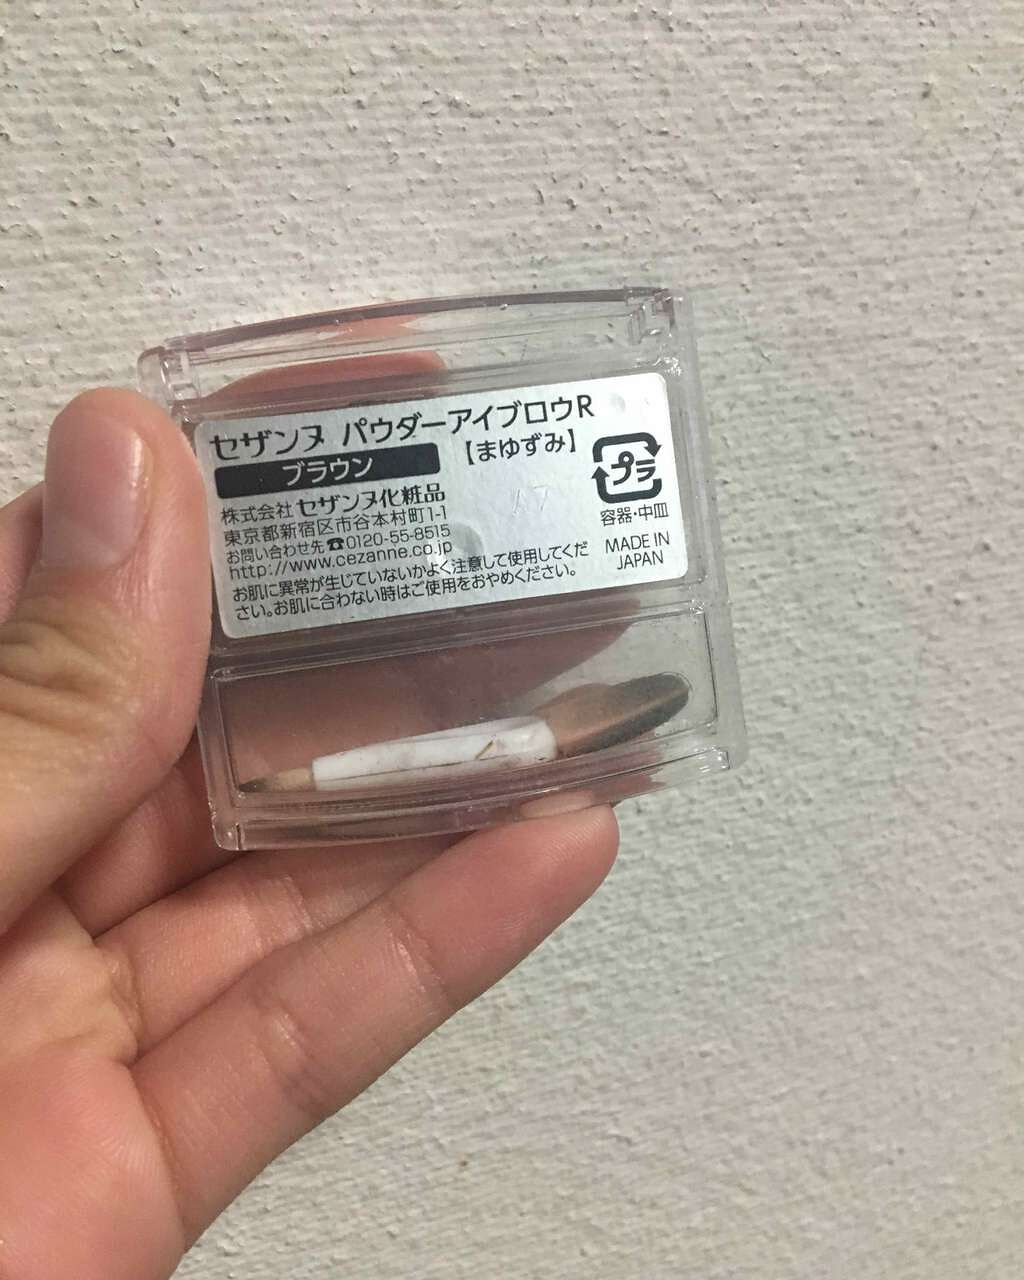 セザンヌ パウダーアイブロウR
ブラウン
【まゆずみ】
株式会社 セザンヌ化粧品
東京都新宿区市谷本村町1-1
お問い合わせ先☎0120-55-8515
http://www.cezanne.co.jp
お肌に異常が生じていないかよく注意して使用してくだ
さい。お肌に合わない時はご使用をおやめください。
プラ
容器・中皿
MADE IN
JAPAN